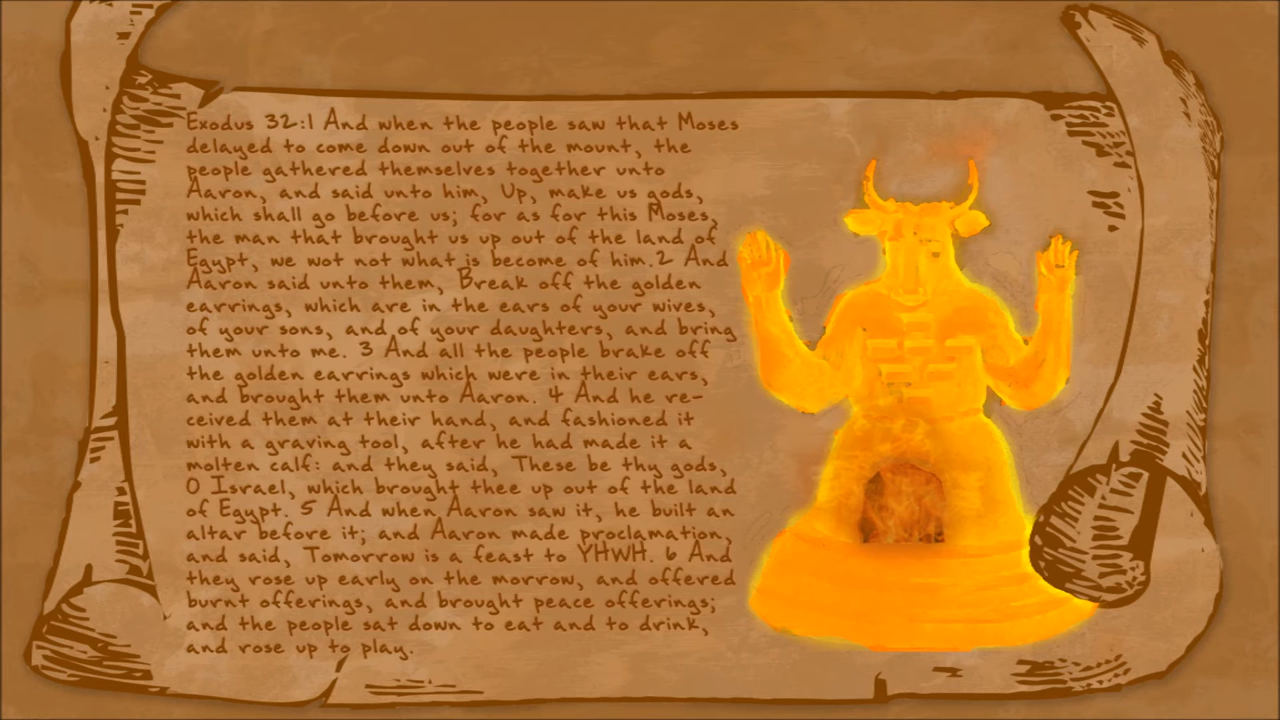 Exodus 32:1 And when the people saw that Moses
delayed to come down out of the mount, the
people gathered themselves together unto
Aaron, and said unto him, Up, make us gods,
which shall go before us; for as for this Moses,
the man that brought us up out of the land of
Egypt, we wot not what is become of him.2 And
Aaron said unto them, Break off the golden
earrings, which are in the ears of your wives,
of your sons, and of your daughters, and bring
them unto me. 3 And all the people brake off
the golden earrings which were in their ears,
and brought them unto Aaron. 4 And he re-
ceived them at their hand, and fashioned it
with a graving tool, after he had made it a
molten calf: and they said, These be thy gods,
O Israel, which brought thee up out of the land
of Egypt. 5 And when Aaron saw it, he built an
altar before it; and Aaron made proclamation,
and said, Tomorrow is a feast to YHWH. 6 And
they rose up early on the morrow, and offered
burnt offerings, and brought peace offerings;
and the people sat down to eat and to drink,
and rose up to play.